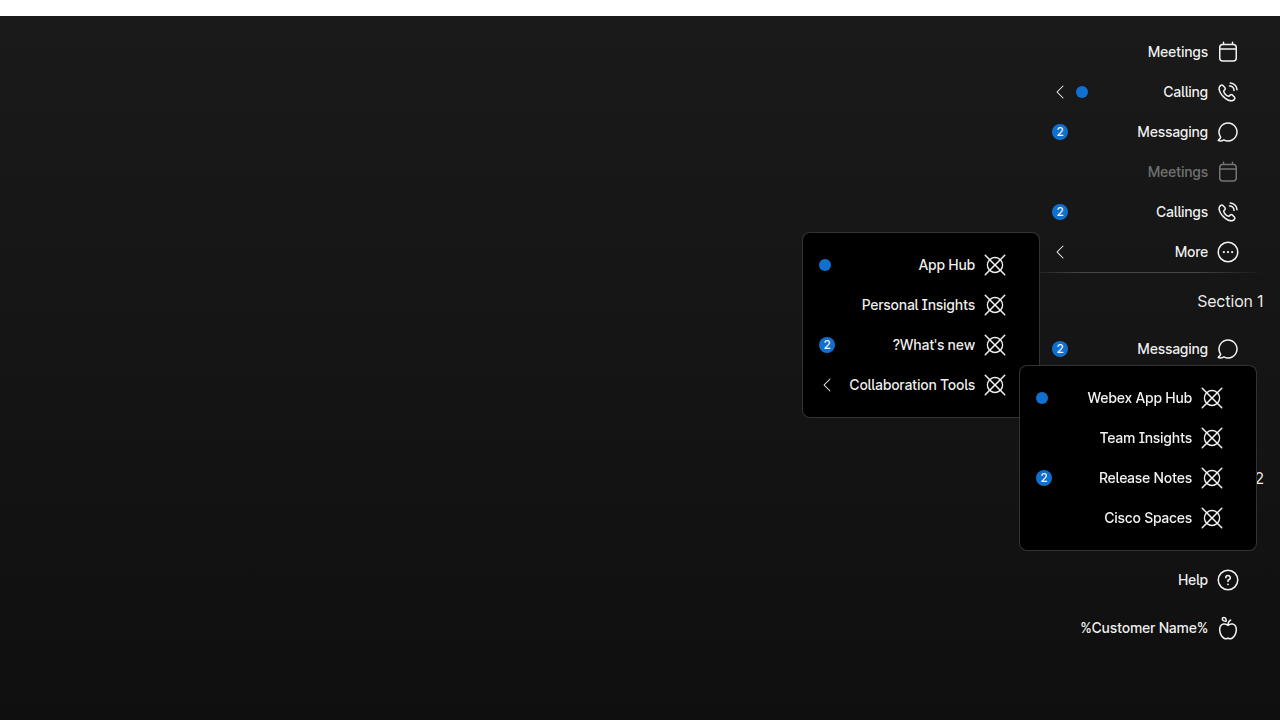 Meetings
Calling
2 Messaging
Meetings
2 Callings
More
App Hub
Personal Insights
2 ?What's new
Collaboration Tools
Section 1
2 Messaging
Webex App Hub
Team Insights
2 Release Notes
2
Cisco Spaces
Help
%Customer Name%